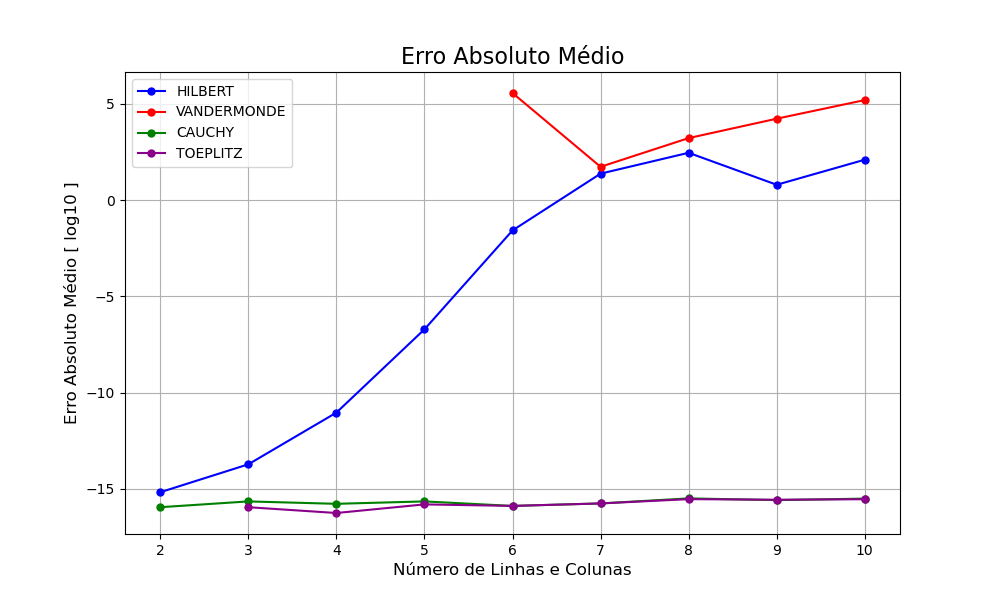 Erro Absoluto Médio
HILBERT
VANDERMONDE
CAUCHY
TOEPLITZ
Erro Absoluto Médio [ log10 ]
5
0
−5
−10
−15
2 3 4 5 6 7 8 9 10
Número de Linhas e Colunas